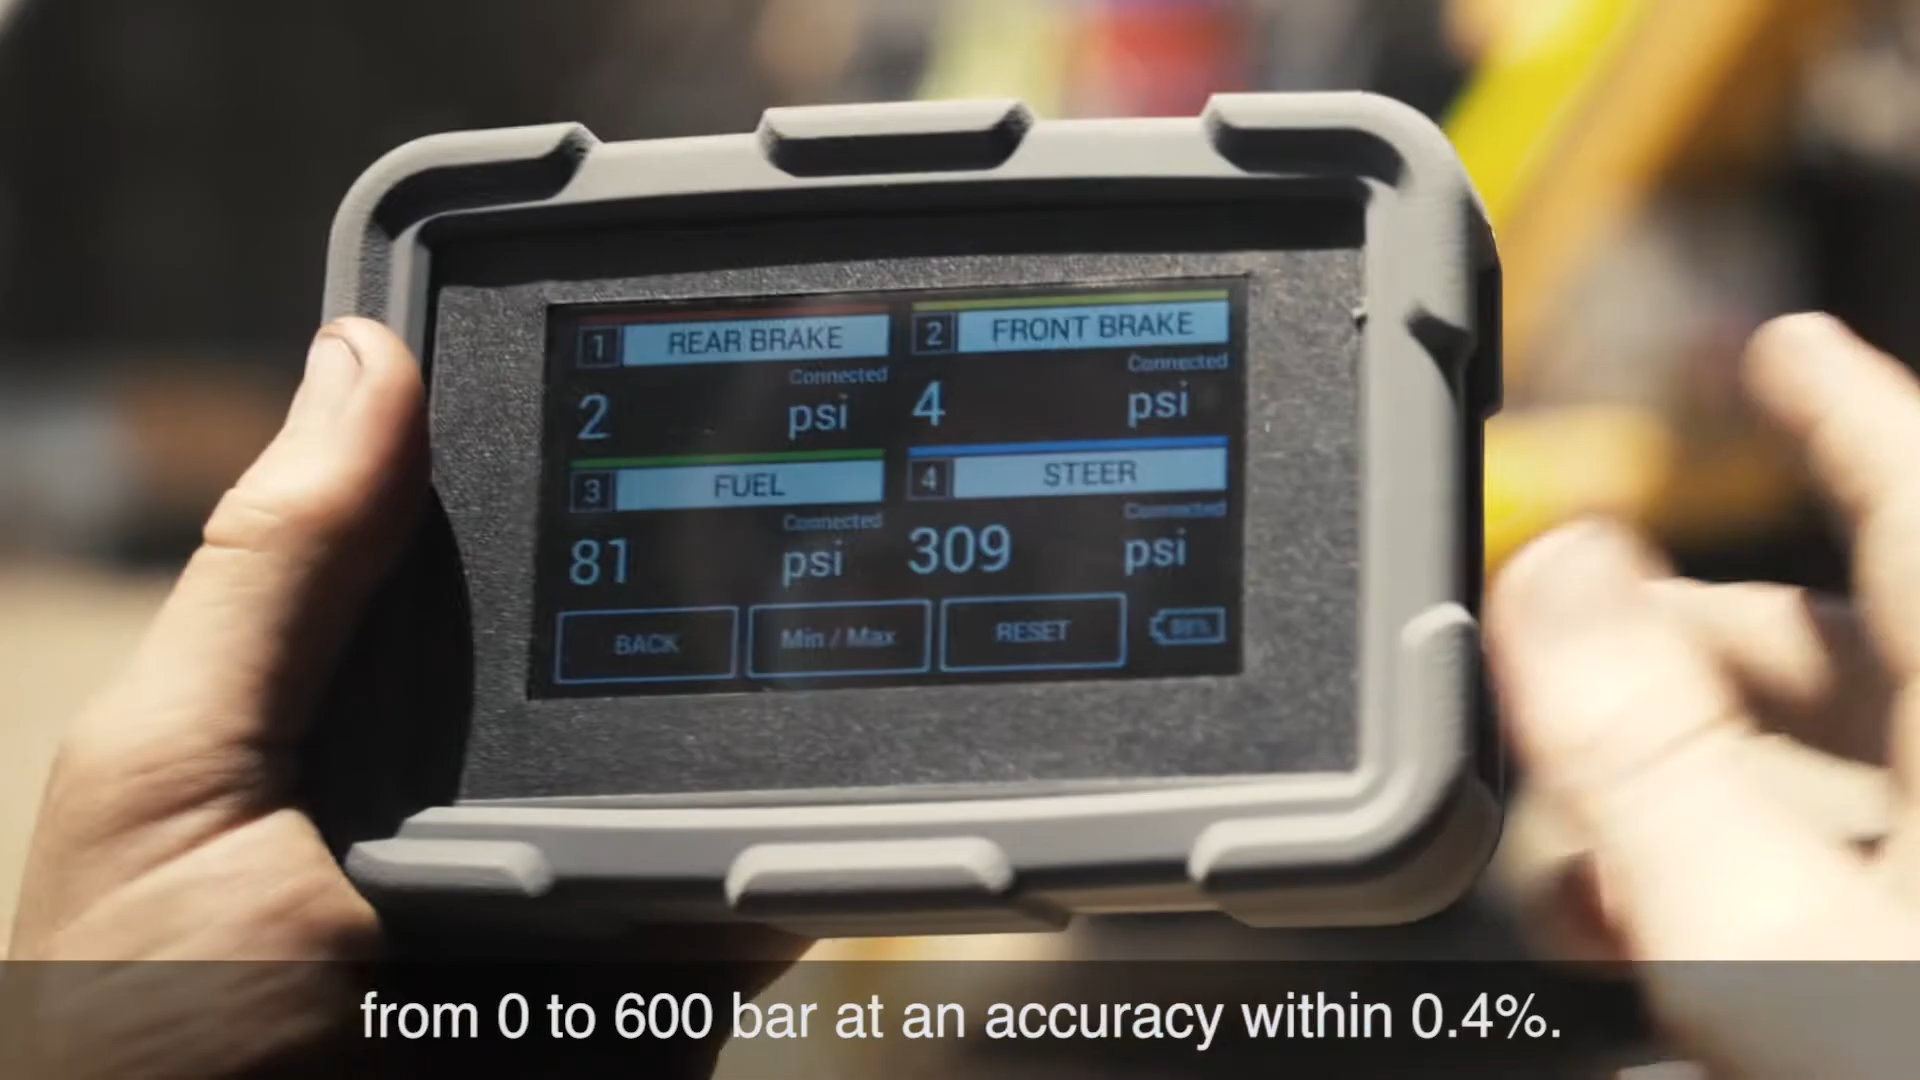 1 REAR BRAKE
Connected
2 psi
2 FRONT BRAKE
Connected
4 psi
3 FUEL
Connected
81 psi
4 STEER
Connected
309 psi
BACK Min / Max RESET
from 0 to 600 bar at an accuracy within 0.4%.